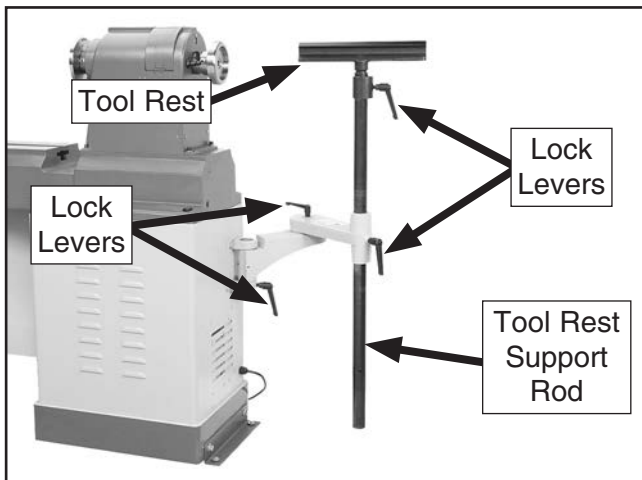 Tool Rest
Lock
Levers
Lock
Levers
Tool Rest
Support
Rod